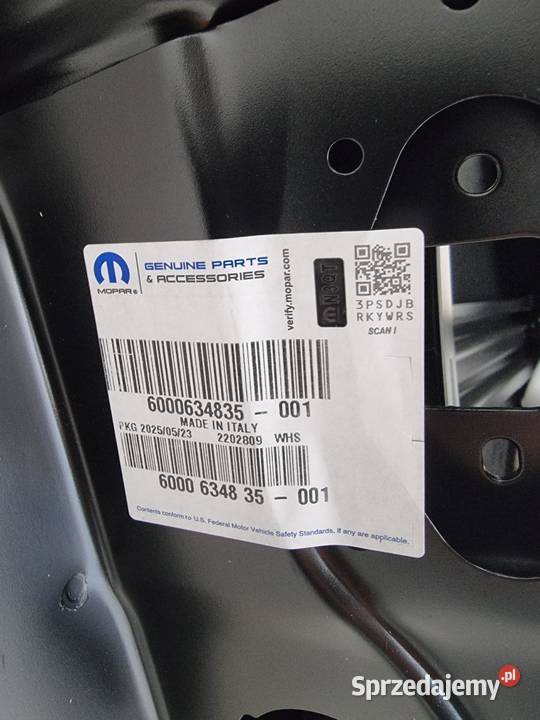 MOPAR®
GENUINE PARTS
& ACCESSORIES
verify.mopar.com
3PSDJB
RKYWRS
SCAN !
6000634835 - 001
MADE IN ITALY
PKG 2025/05/23 2202809 WHS
6000 6348 35 - 001
Contents conform to U.S. Federal Motor Vehicle Safety Standards, if any are applicable.
Sprzedajemy.pl